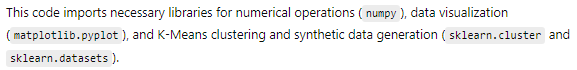 This code imports necessary libraries for numerical operations ( numpy ), data visualization
( matplotlib.pyplot ), and K-Means clustering and synthetic data generation ( sklearn.cluster and
sklearn.datasets ).